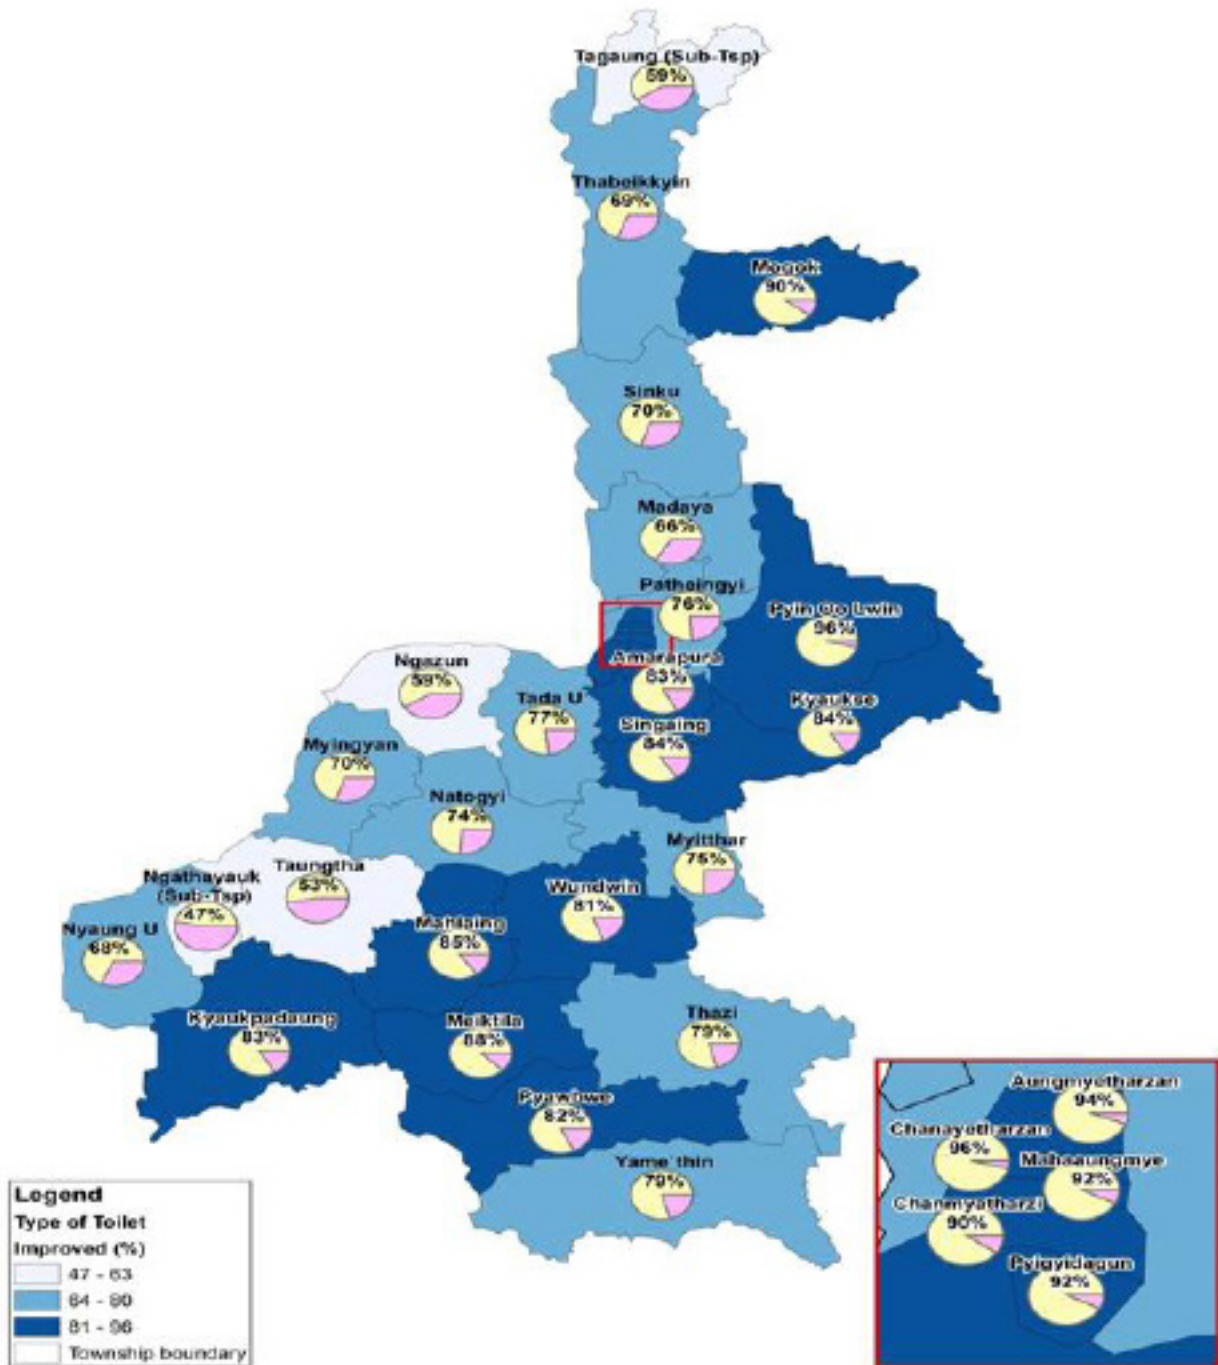 Tagaung (Sub-Tsp)
59%
Thabeikkyin
69%
Mogok
90%
Sinku
70%
Madaya
66%
Patheingyi
76%
Pyin Oo Lwin
96%
Amarapura
83%
Ngazun
59%
Tada U
77%
Kyaukse
84%
Singaing
84%
Myingyan
70%
Natogyi
74%
Myitthar
75%
Taungtha
53%
Ngathayauk
(Sub-Tsp)
47%
Wundwin
81%
Nyaung U
68%
Mahlaing
85%
Kyaukpadaung
83%
Meiktila
88%
Thazi
79%
Pyawbwe
82%
Yame`thin
79%
Aungmyetharzan
94%
Chanayetharzan
96%
Mahaaungmye
92%
Chanmyatharzi
90%
Pyigyidagun
92%
Legend
Type of Toilet
Improved (%)
47 - 63
64 - 80
81 - 96
Township boundary